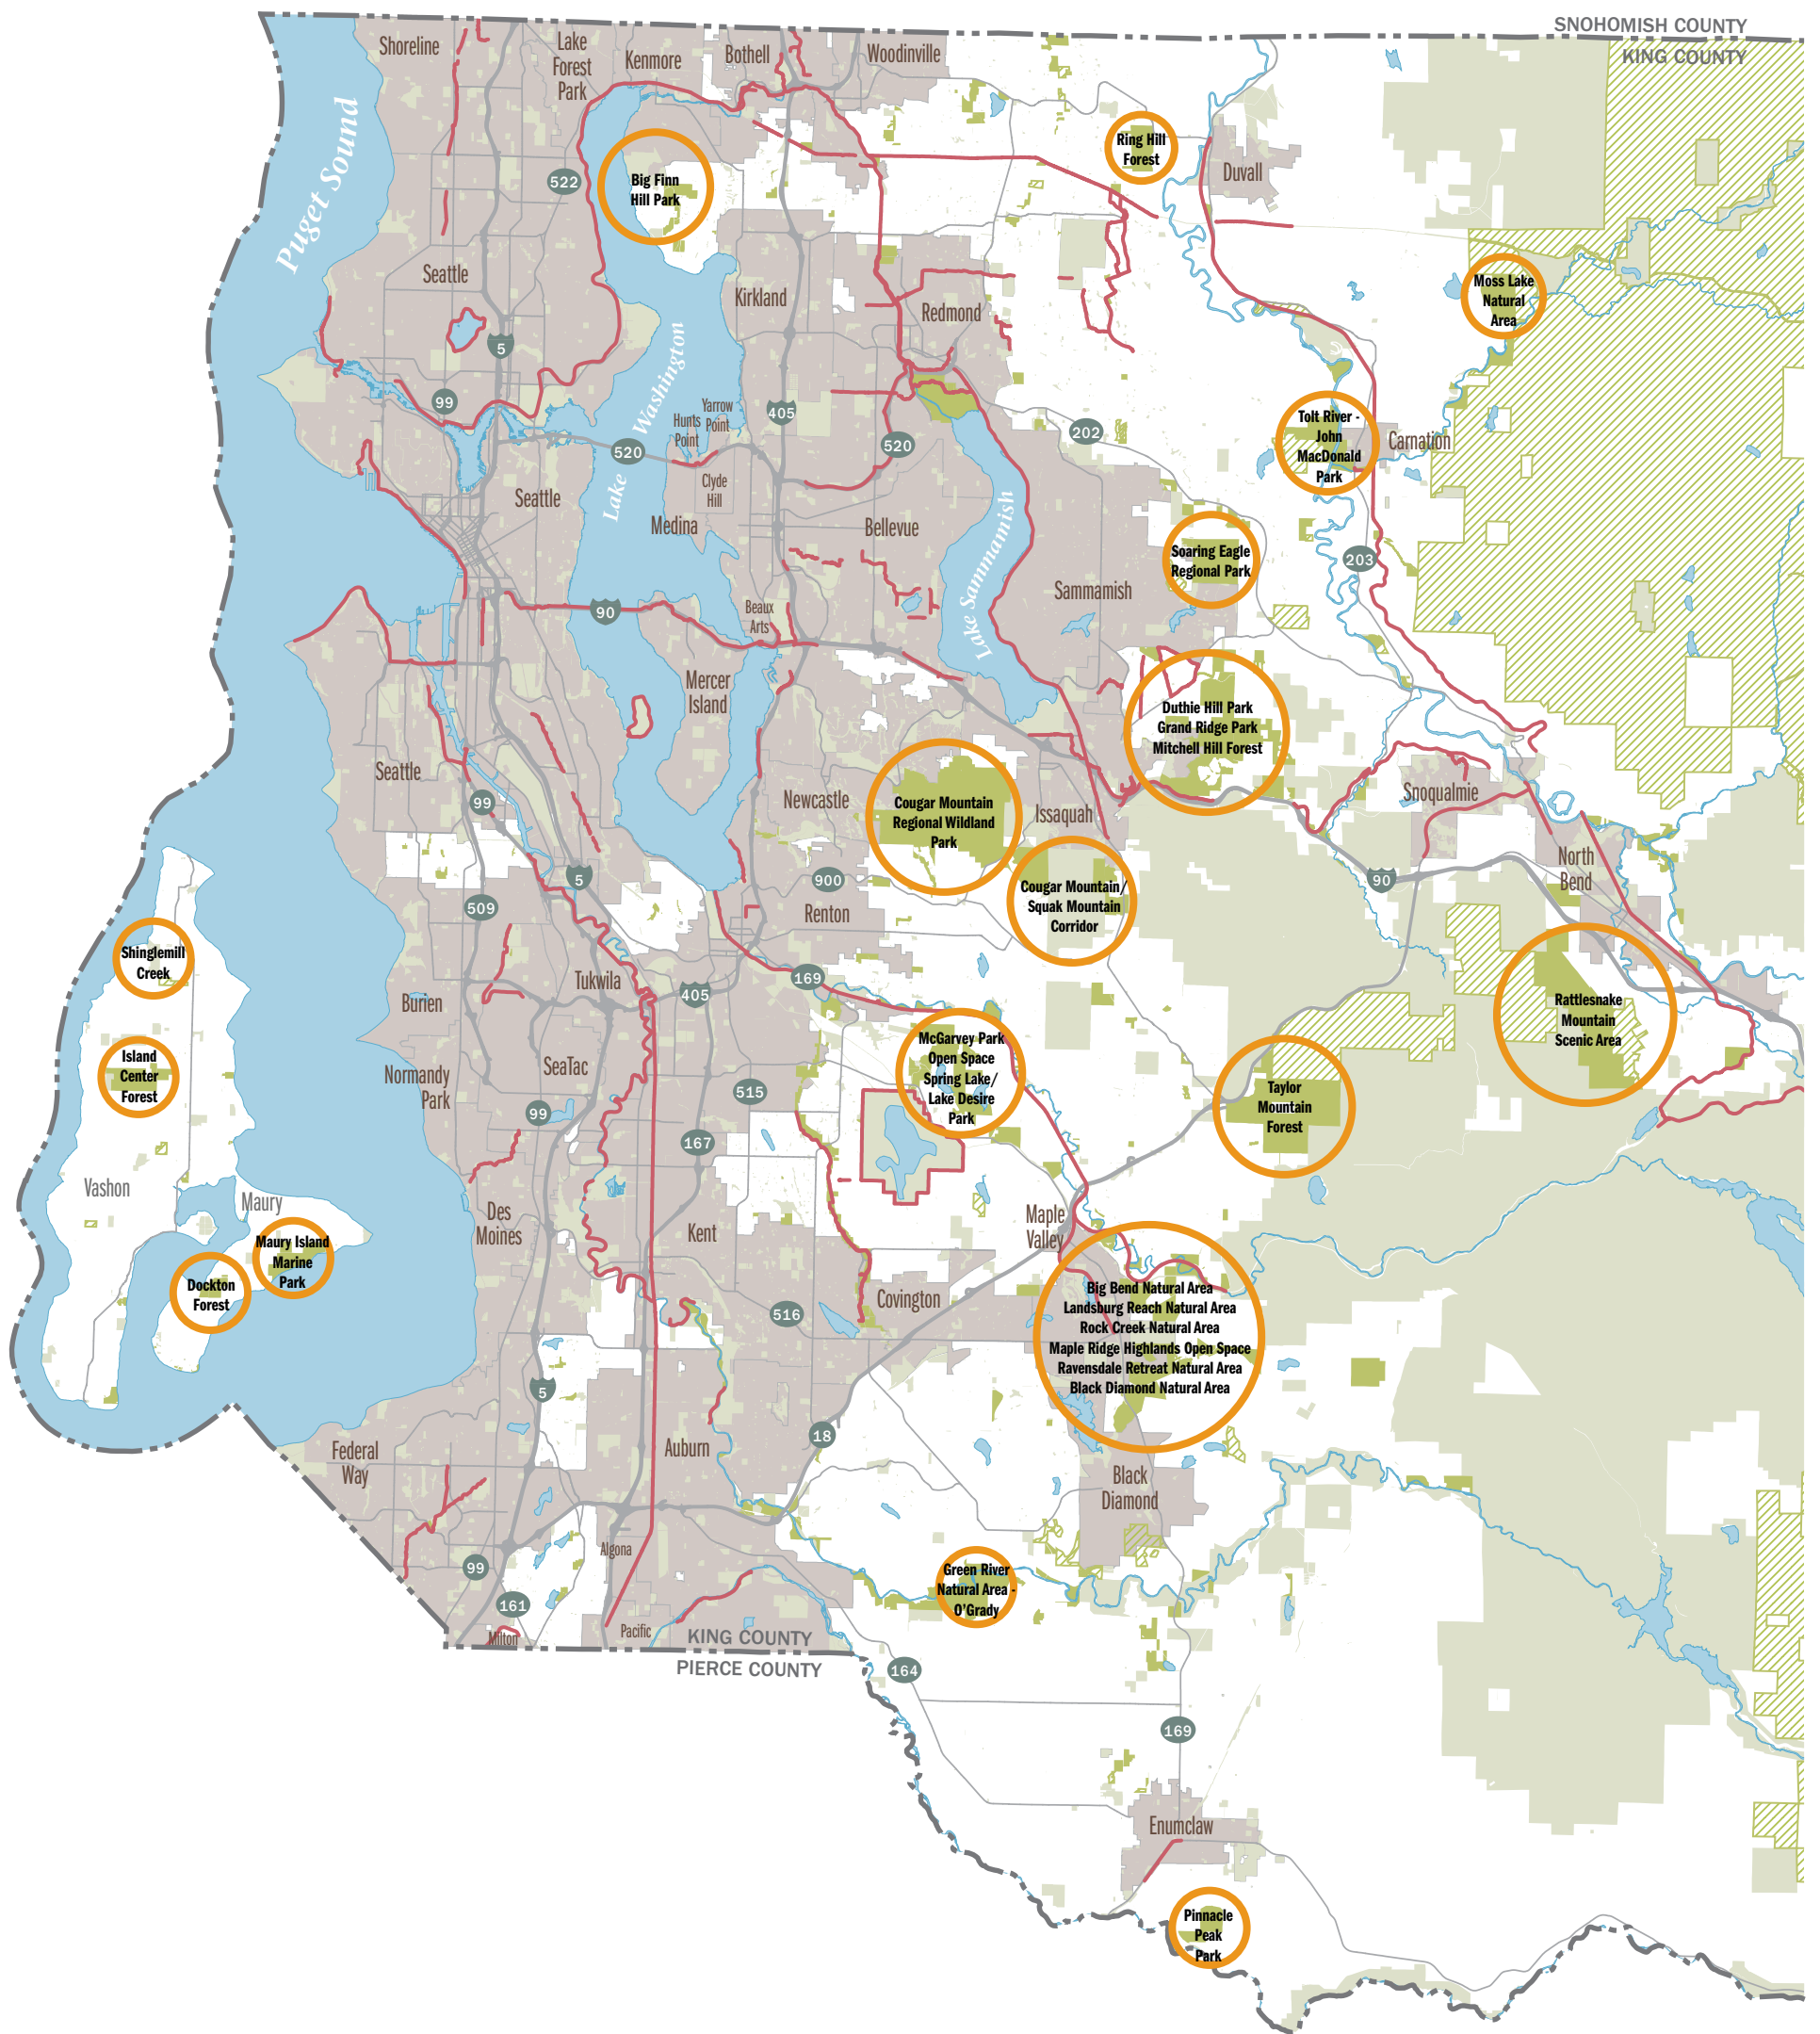 SNOHOMISH COUNTY
KING COUNTY
Shoreline
Lake
Forest
Park
Kenmore
Bothell
Woodinville
Puget Sound
522
Big Finn
Hill Park
Ring Hill
Forest
Duvall
Seattle
Kirkland
Redmond
Moss Lake
Natural
Area
5
99
Lake Washington
Hunts
Point
Yarrow
Point
405
520
520
202
Tolt River -
John
MacDonald
Park
Carnation
Clyde
Hill
Seattle
Medina
Bellevue
Lake Sammamish
Soaring Eagle
Regional Park
203
Sammamish
90
Beaux
Arts
Mercer
Island
Duthie Hill Park
Grand Ridge Park
Mitchell Hill Forest
Seattle
99
Newcastle
Cougar Mountain
Regional Wildland
Park
Issaquah
Snoqualmie
North
Bend
90
5
900
509
Renton
Cougar Mountain/
Squak Mountain
Corridor
Shinglemill
Creek
Tukwila
405
169
Burien
Rattlesnake
Mountain
Scenic Area
Island
Center
Forest
SeaTac
Normandy
Park
McGarvey Park
Open Space
Spring Lake/
Lake Desire
Park
515
99
167
Taylor
Mountain
Forest
Vashon
Maury
Des
Moines
Kent
Maple
Valley
Maury Island
Marine
Park
Dockton
Forest
516
Covington
Big Bend Natural Area
Landsburg Reach Natural Area
Rock Creek Natural Area
Maple Ridge Highlands Open Space
Ravensdale Retreat Natural Area
Black Diamond Natural Area
5
18
Federal
Way
Auburn
Black
Diamond
Algona
99
161
Green River
Natural Area -
O'Grady
Milton
Pacific
KING COUNTY
PIERCE COUNTY
164
169
Enumclaw
Pinnacle
Peak
Park